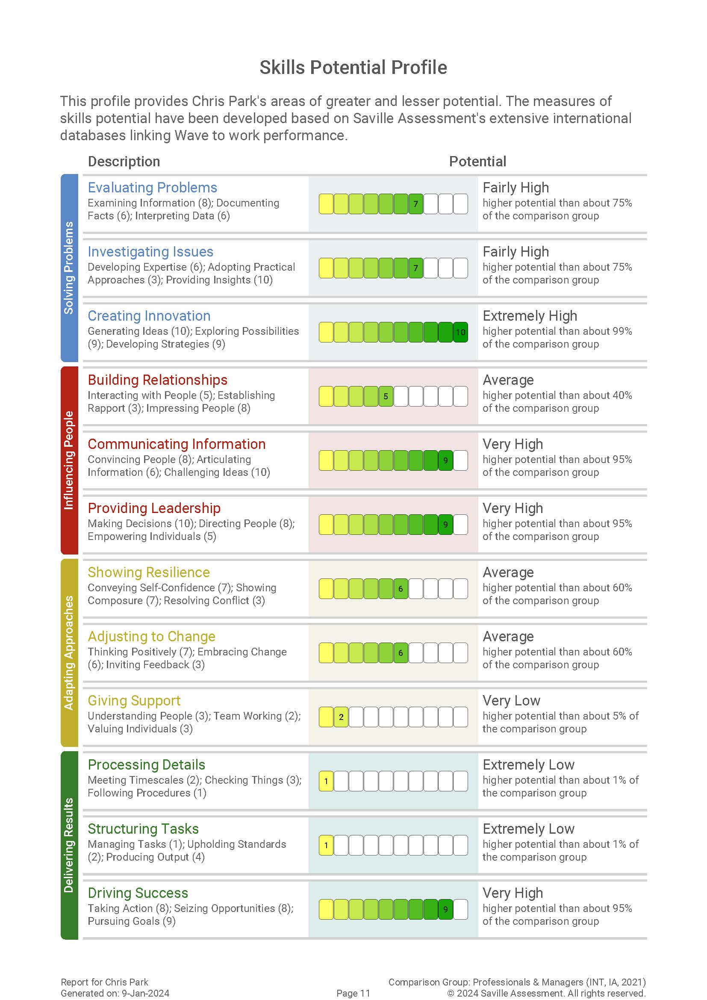 Skills Potential Profile
This profile provides Chris Park's areas of greater and lesser potential. The measures of
skills potential have been developed based on Saville Assessment's extensive international
databases linking Wave to work performance.
Description
Potential
Solving Problems
Evaluating Problems
Examining Information (8); Documenting
Facts (6); Interpreting Data (6)
7
Fairly High
higher potential than about 75%
of the comparison group
Investigating Issues
Developing Expertise (6); Adopting Practical
Approaches (3); Providing Insights (10)
7
Fairly High
higher potential than about 75%
of the comparison group
Creating Innovation
Generating Ideas (10); Exploring Possibilities
(9); Developing Strategies (9)
10
Extremely High
higher potential than about 99%
of the comparison group
Influencing People
Building Relationships
Interacting with People (5); Establishing
Rapport (3); Impressing People (8)
5
Average
higher potential than about 40%
of the comparison group
Communicating Information
Convincing People (8); Articulating
Information (6); Challenging Ideas (10)
9
Very High
higher potential than about 95%
of the comparison group
Providing Leadership
Making Decisions (10); Directing People (8);
Empowering Individuals (5)
9
Very High
higher potential than about 95%
of the comparison group
Adapting Approaches
Showing Resilience
Conveying Self-Confidence (7); Showing
Composure (7); Resolving Conflict (3)
6
Average
higher potential than about 60%
of the comparison group
Adjusting to Change
Thinking Positively (7); Embracing Change
(6); Inviting Feedback (3)
6
Average
higher potential than about 60%
of the comparison group
Giving Support
Understanding People (3); Team Working (2);
Valuing Individuals (3)
2
Very Low
higher potential than about 5% of
the comparison group
Delivering Results
Processing Details
Meeting Timescales (2); Checking Things (3);
Following Procedures (1)
1
Extremely Low
higher potential than about 1% of
the comparison group
Structuring Tasks
Managing Tasks (1); Upholding Standards
(2); Producing Output (4)
1
Extremely Low
higher potential than about 1% of
the comparison group
Driving Success
Taking Action (8); Seizing Opportunities (8);
Pursuing Goals (9)
9
Very High
higher potential than about 95%
of the comparison group
Report for Chris Park
Comparison Group: Professionals & Managers (INT, IA, 2021)
Generated on: 9-Jan-2024
Page 11
© 2024 Saville Assessment. All rights reserved.